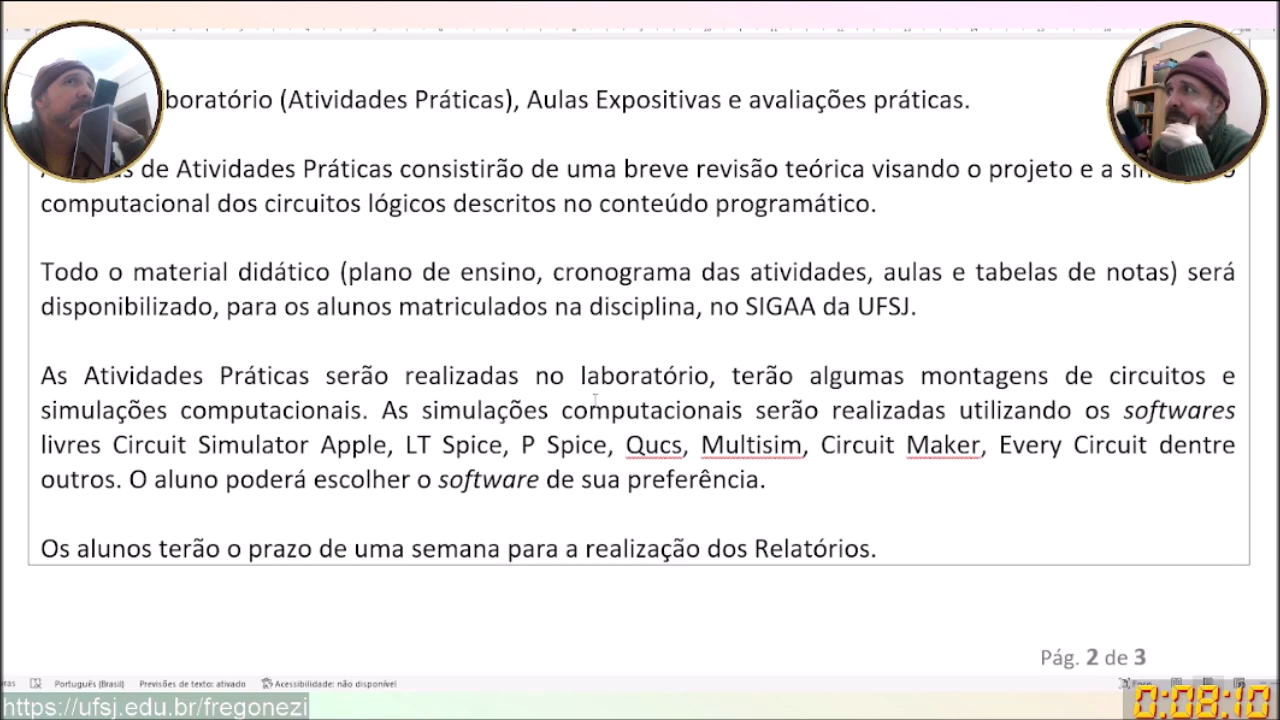 boratório (Atividades Práticas), Aulas Expositivas e avaliações práticas.
de Atividades Práticas consistirão de uma breve revisão teórica visando o projeto e a
computacional dos circuitos lógicos descritos no conteúdo programático.
Todo o material didático (plano de ensino, cronograma das atividades, aulas e tabelas de notas) será
disponibilizado, para os alunos matriculados na disciplina, no SIGAA da UFSJ.
As Atividades Práticas serão realizadas no laboratório, terão algumas montagens de circuitos e
simulações computacionais. As simulações computacionais serão realizadas utilizando os softwares
livres Circuit Simulator Apple, LT Spice, P Spice, Qucs, Multisim, Circuit Maker, Every Circuit dentre
outros. O aluno poderá escolher o software de sua preferência.
Os alunos terão o prazo de uma semana para a realização dos Relatórios.
Pág. 2 de 3
Português (Brasil) Previsões de texto: ativado Acessibilidade: não disponível
https://ufsj.edu.br/fregonezi
0:08:10